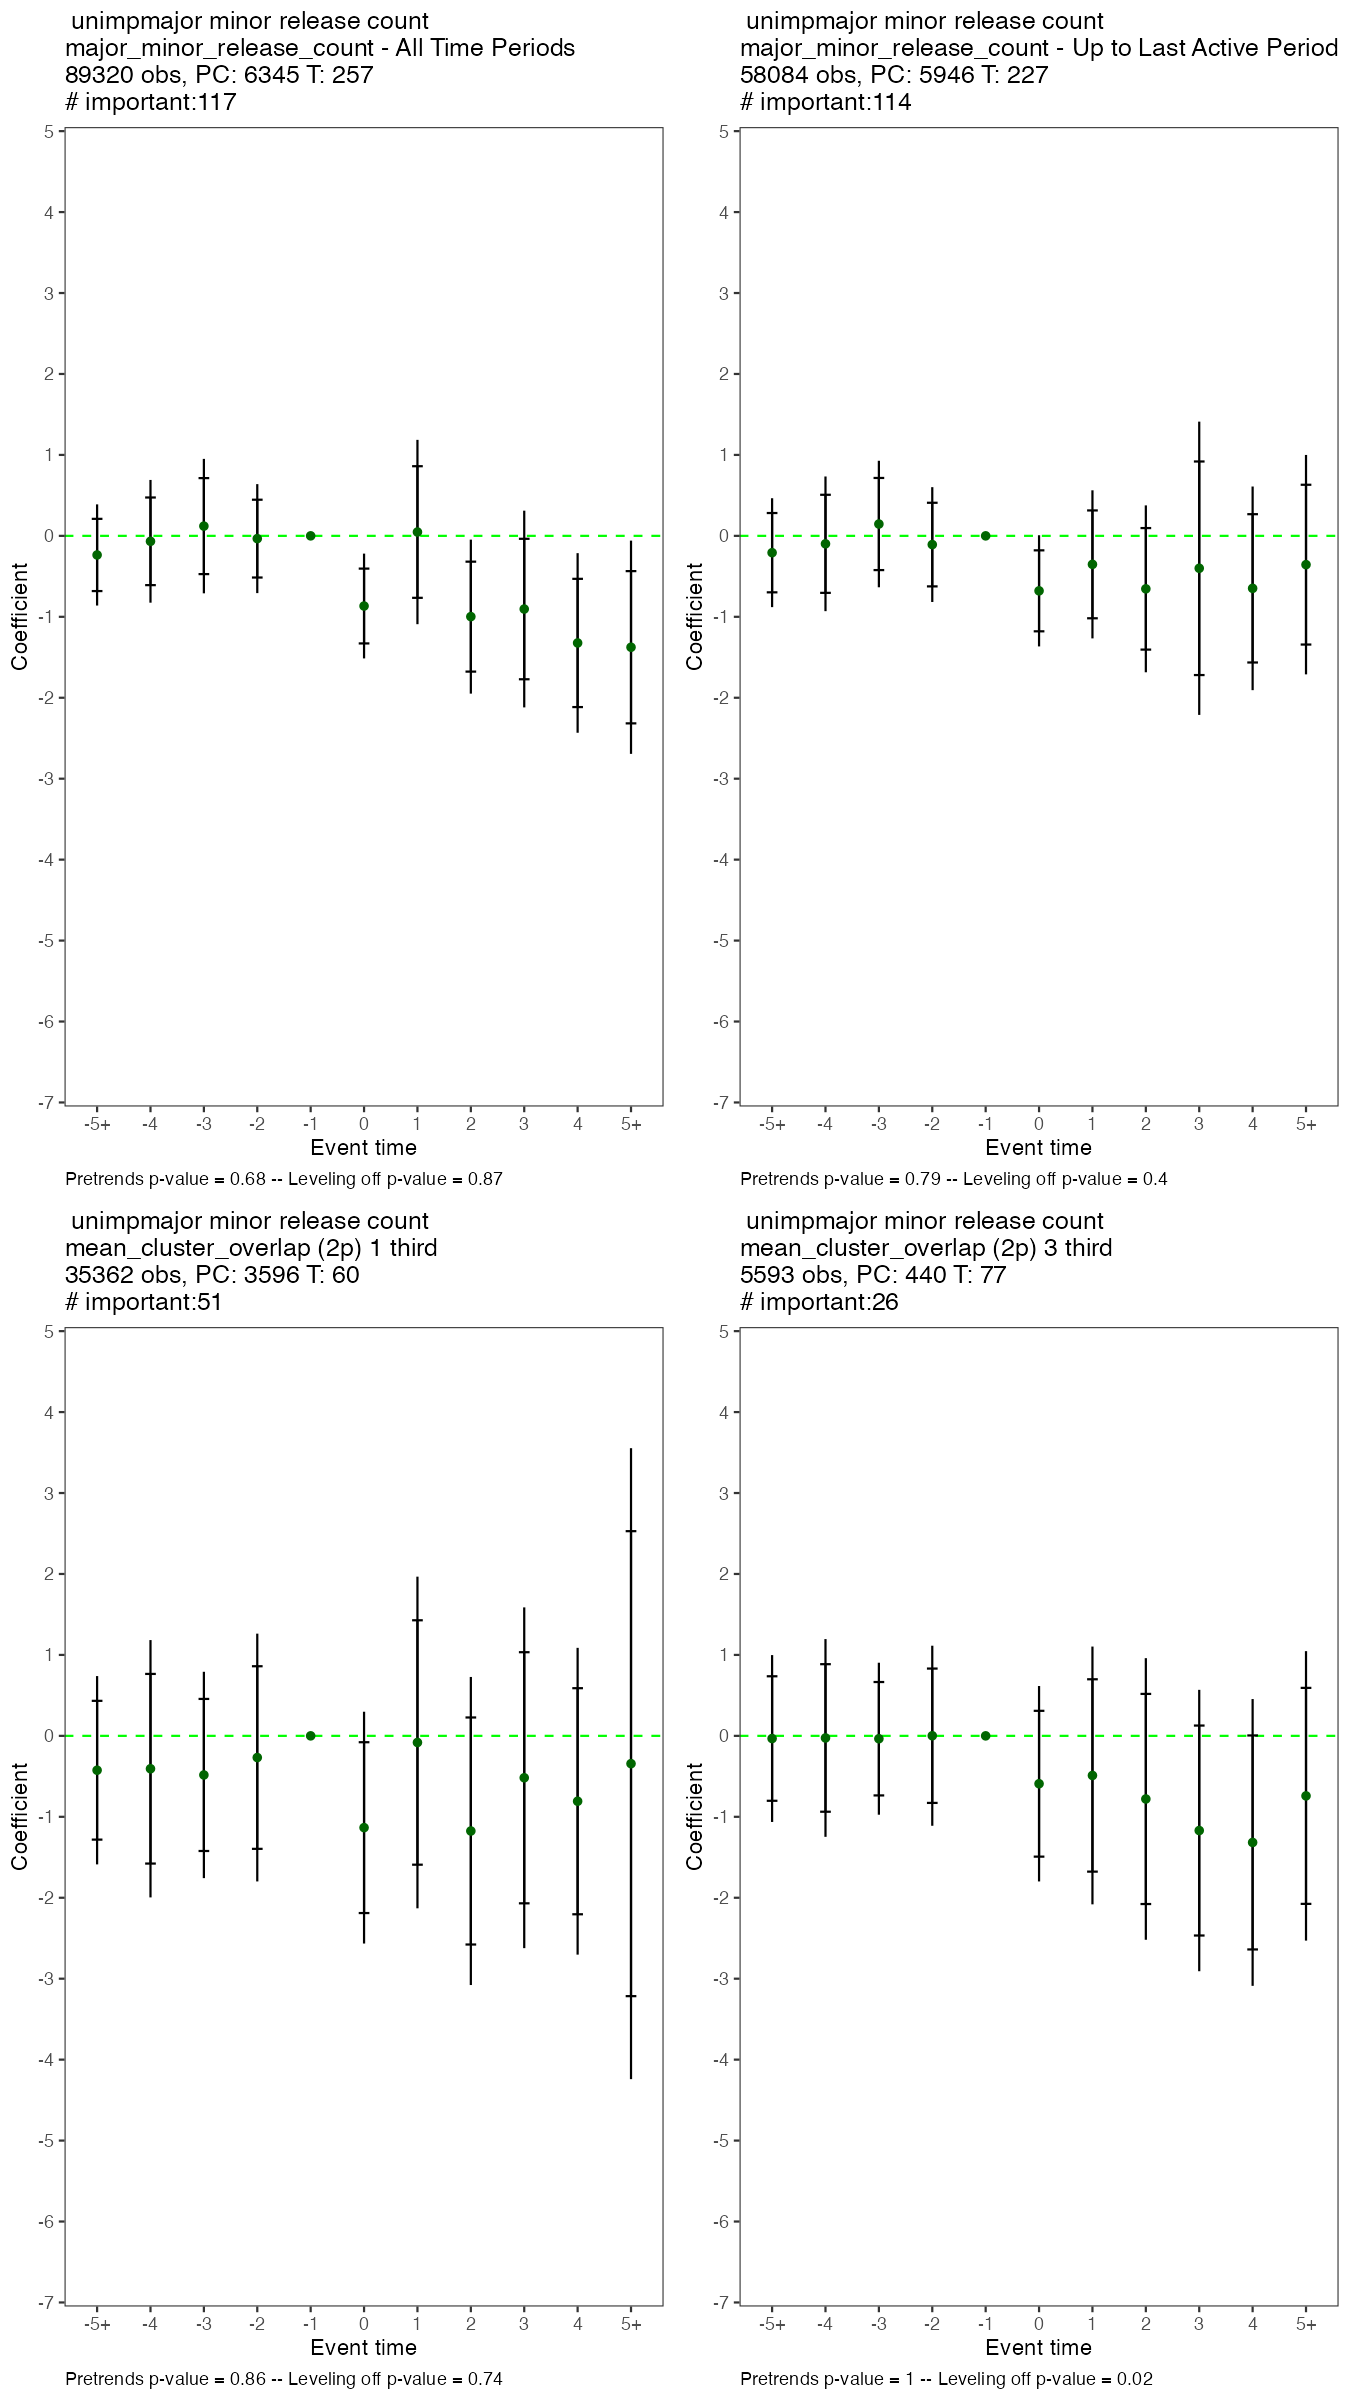 unimpmajor minor release count
major_minor_release_count - All Time Periods
89320 obs, PC: 6345 T: 257
# important:117
5
4
3
2
1
0
-1
-2
-3
-4
-5
-6
-7
Coefficient
-5+ -4 -3 -2 -1 0 1 2 3 4 5+
Event time
Pretrends p-value = 0.68 -- Leveling off p-value = 0.87
unimpmajor minor release count
major_minor_release_count - Up to Last Active Period
58084 obs, PC: 5946 T: 227
# important:114
5
4
3
2
1
0
-1
-2
-3
-4
-5
-6
-7
Coefficient
-5+ -4 -3 -2 -1 0 1 2 3 4 5+
Event time
Pretrends p-value = 0.79 -- Leveling off p-value = 0.4
unimpmajor minor release count
mean_cluster_overlap (2p) 1 third
35362 obs, PC: 3596 T: 60
# important:51
5
4
3
2
1
0
-1
-2
-3
-4
-5
-6
-7
Coefficient
-5+ -4 -3 -2 -1 0 1 2 3 4 5+
Event time
Pretrends p-value = 0.86 -- Leveling off p-value = 0.74
unimpmajor minor release count
mean_cluster_overlap (2p) 3 third
5593 obs, PC: 440 T: 77
# important:26
5
4
3
2
1
0
-1
-2
-3
-4
-5
-6
-7
Coefficient
-5+ -4 -3 -2 -1 0 1 2 3 4 5+
Event time
Pretrends p-value = 1 -- Leveling off p-value = 0.02